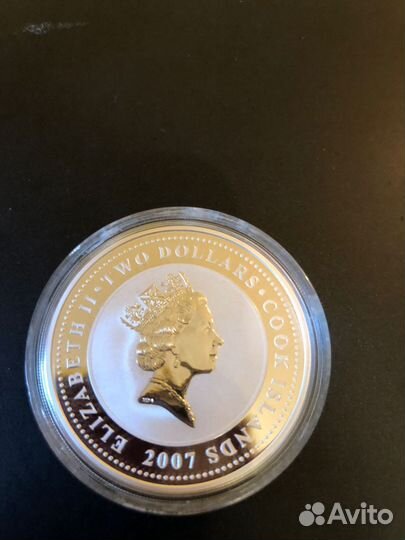 ELIZABETH II • TWO DOLLARS • COOK ISLANDS
2007
Avito